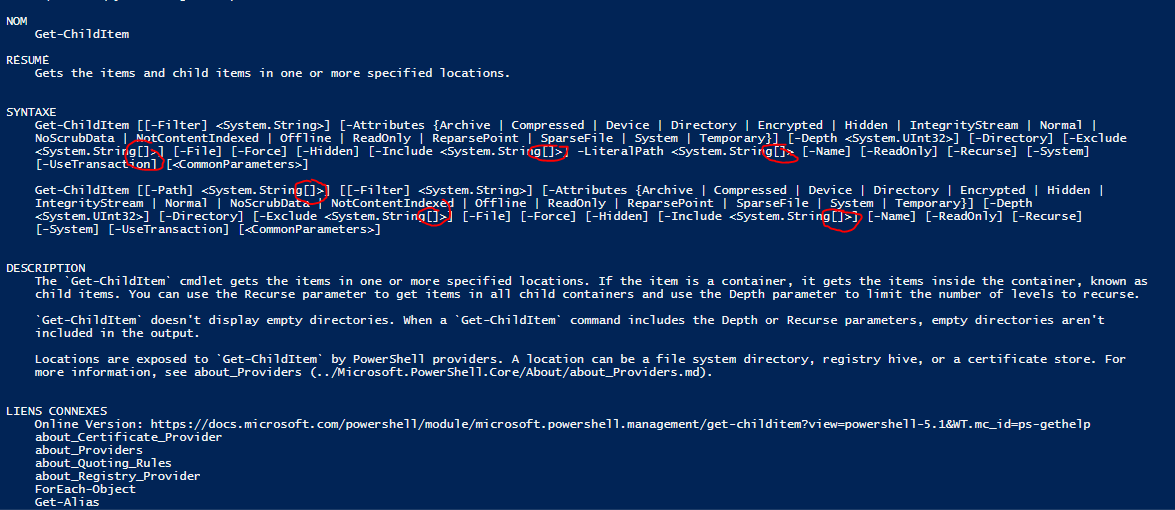 NOM
Get-ChildItem
RÉSUMÉ
Gets the items and child items in one or more specified locations.
SYNTAXE
Get-ChildItem [[-Filter] <System.String>] [-Attributes {Archive | Compressed | Device | Directory | Encrypted | Hidden | IntegrityStream | Normal |
NoScrubData | NotContentIndexed | Offline | ReadOnly | ReparsePoint | SparseFile | System | Temporary}] [-Depth <System.UInt32>] [-Directory] [-Exclude
<System.String[]>] [-File] [-Force] [-Hidden] [-Include <System.String[]>] -LiteralPath <System.String[]> [-Name] [-ReadOnly] [-Recurse] [-System]
[-UseTransaction] [<CommonParameters>]
Get-ChildItem [[-Path] <System.String[]>] [[-Filter] <System.String>] [-Attributes {Archive | Compressed | Device | Directory | Encrypted | Hidden |
IntegrityStream | Normal | NoScrubData | NotContentIndexed | Offline | ReadOnly | ReparsePoint | SparseFile | System | Temporary}] [-Depth
<System.UInt32>] [-Directory] [-Exclude <System.String[]>] [-File] [-Force] [-Hidden] [-Include <System.String[]>] [-Name] [-ReadOnly] [-Recurse]
[-System] [-UseTransaction] [<CommonParameters>]
DESCRIPTION
The `Get-ChildItem` cmdlet gets the items in one or more specified locations. If the item is a container, it gets the items inside the container, known as
child items. You can use the Recurse parameter to get items in all child containers and use the Depth parameter to limit the number of levels to recurse.
`Get-ChildItem` doesn't display empty directories. When a `Get-ChildItem` command includes the Depth or Recurse parameters, empty directories aren't
included in the output.
Locations are exposed to `Get-ChildItem` by PowerShell providers. A location can be a file system directory, registry hive, or a certificate store. For
more information, see about_Providers (../Microsoft.PowerShell.Core/About/about_Providers.md).
LIENS CONNEXES
Online Version: https://docs.microsoft.com/powershell/module/microsoft.powershell.management/get-childitem?view=powershell-5.1&WT.mc_id=ps-gethelp
about_Certificate_Provider
about_Providers
about_Quoting_Rules
about_Registry_Provider
ForEach-Object
Get-Alias